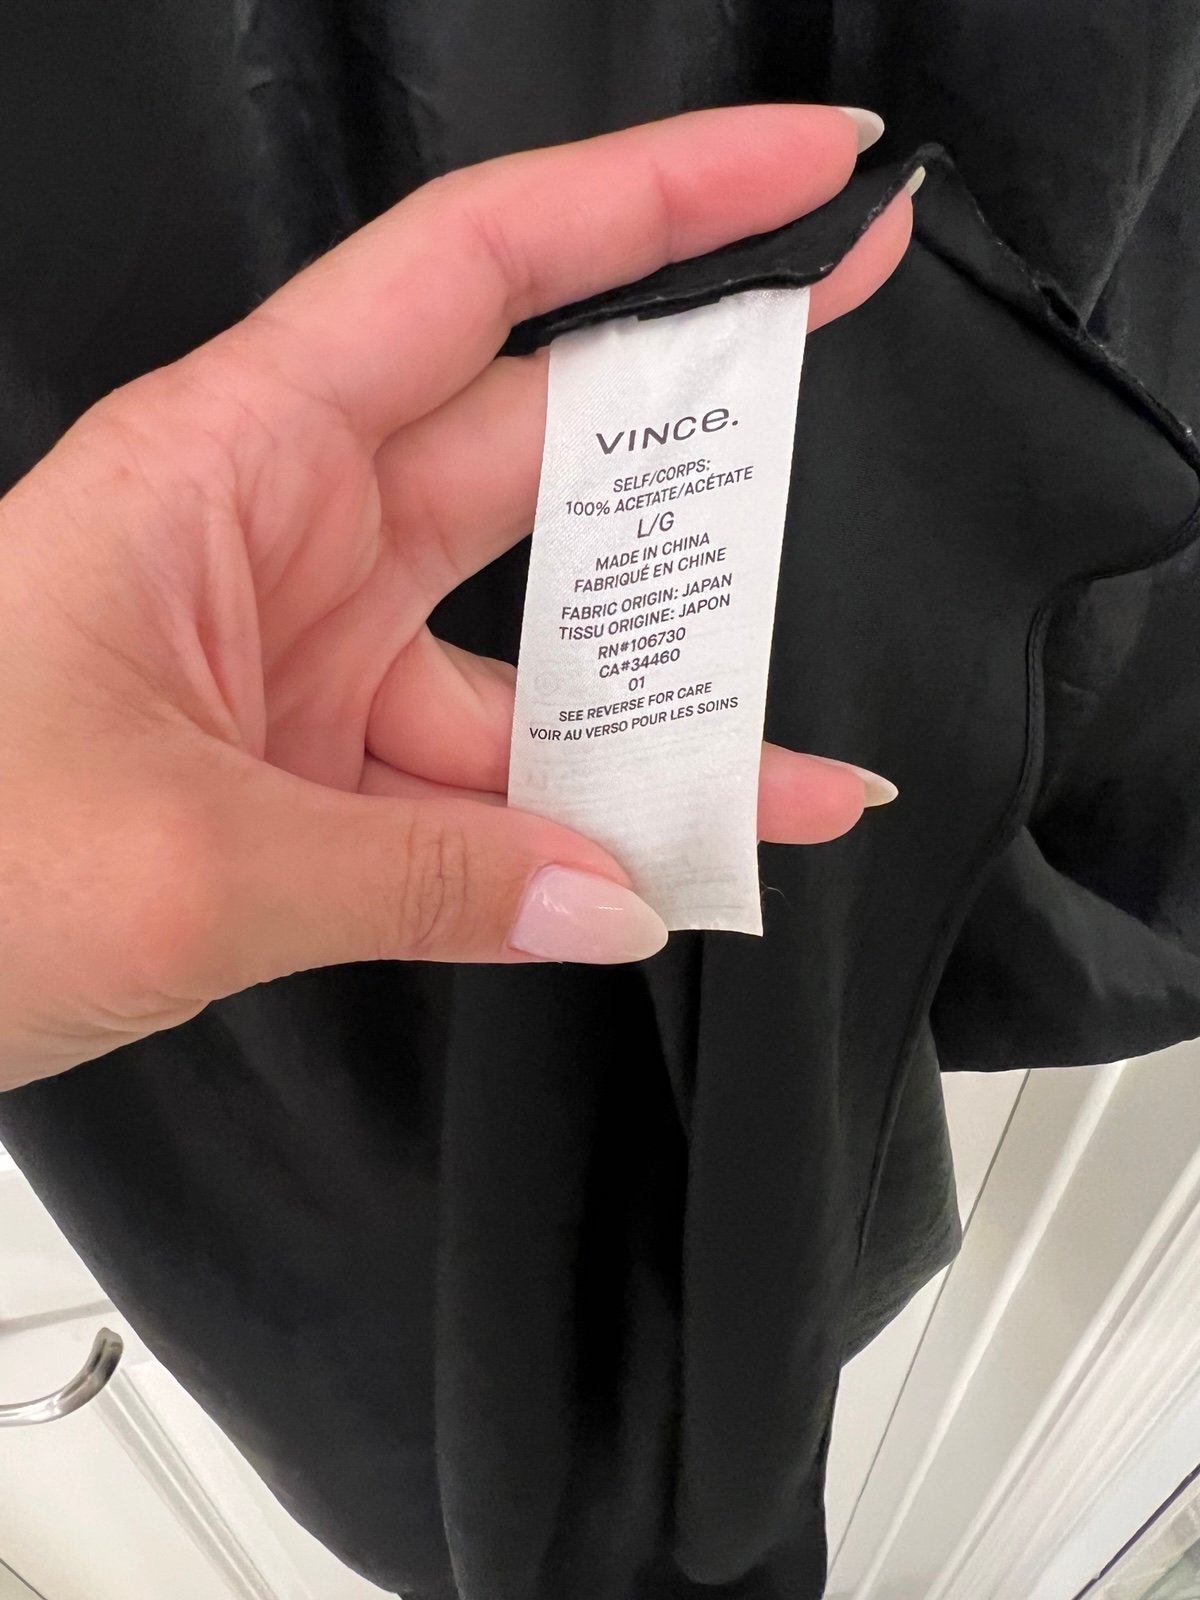 VINCE.
SELF/CORPS:
100% ACETATE/ACÉTATE
L/G
MADE IN CHINA
FABRIQUÉ EN CHINE
FABRIC ORIGIN: JAPAN
TISSU ORIGINE: JAPON
RN#106730
CA#34460
01
SEE REVERSE FOR CARE
VOIR AU VERSO POUR LES SOINS